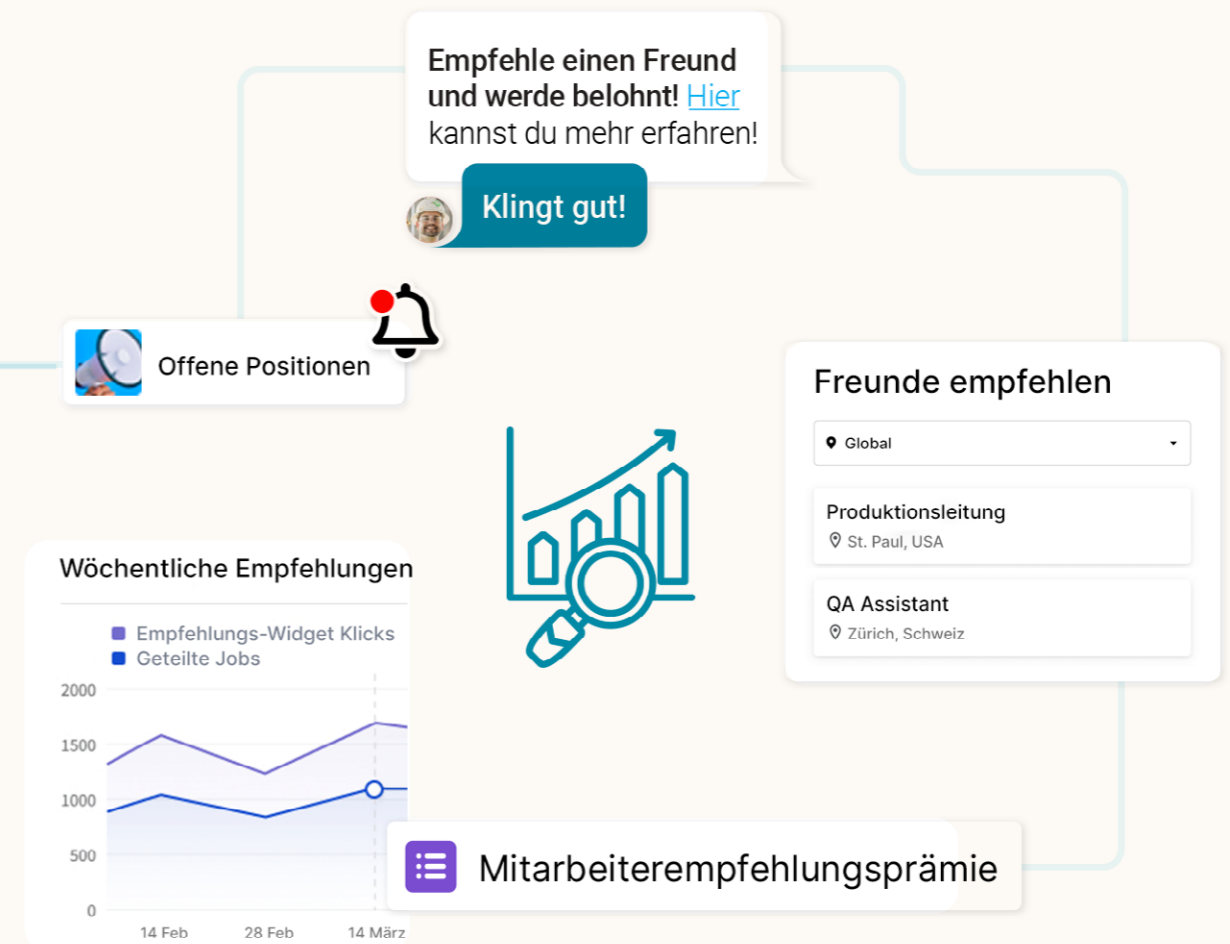 Empfehle einen Freund
und werde belohnt! Hier
kannst du mehr erfahren!
Klingt gut!
Offene Positionen
Freunde empfehlen
Global
Produktionsleitung
St. Paul, USA
QA Assistant
Zürich, Schweiz
Wöchentliche Empfehlungen
Empfehlungs-Widget Klicks
Geteilte Jobs
2000
1500
1000
500
0
14 Feb 28 Feb 14 März
Mitarbeiterempfehlungsprämie